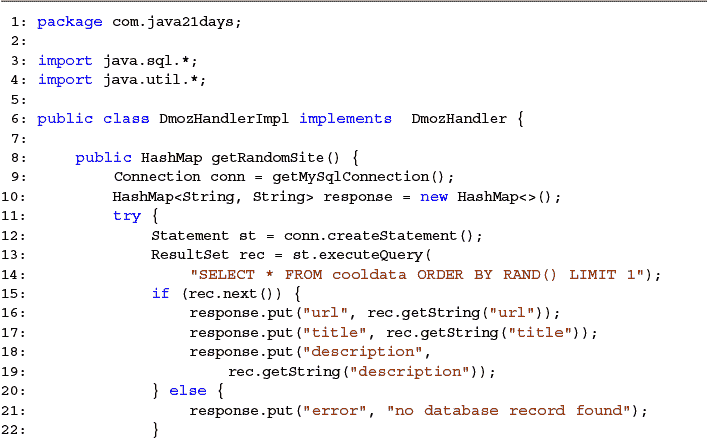 1: package com.java21days;
2:
3: import java.sql.*;
4: import java.util.*;
5:
6: public class DmozHandlerImpl implements  DmozHandler {
7:
8:     public HashMap getRandomSite() {
9:         Connection conn = getMySqlConnection();
10:         HashMap<String, String> response = new HashMap<>();
11:         try {
12:             Statement st = conn.createStatement();
13:             ResultSet rec = st.executeQuery(
14:                 "SELECT * FROM cooldata ORDER BY RAND() LIMIT 1");
15:             if (rec.next()) {
16:                 response.put("url", rec.getString("url"));
17:                 response.put("title", rec.getString("title"));
18:                 response.put("description",
19:                     rec.getString("description"));
20:             } else {
21:                 response.put("error", "no database record found");
22:             }